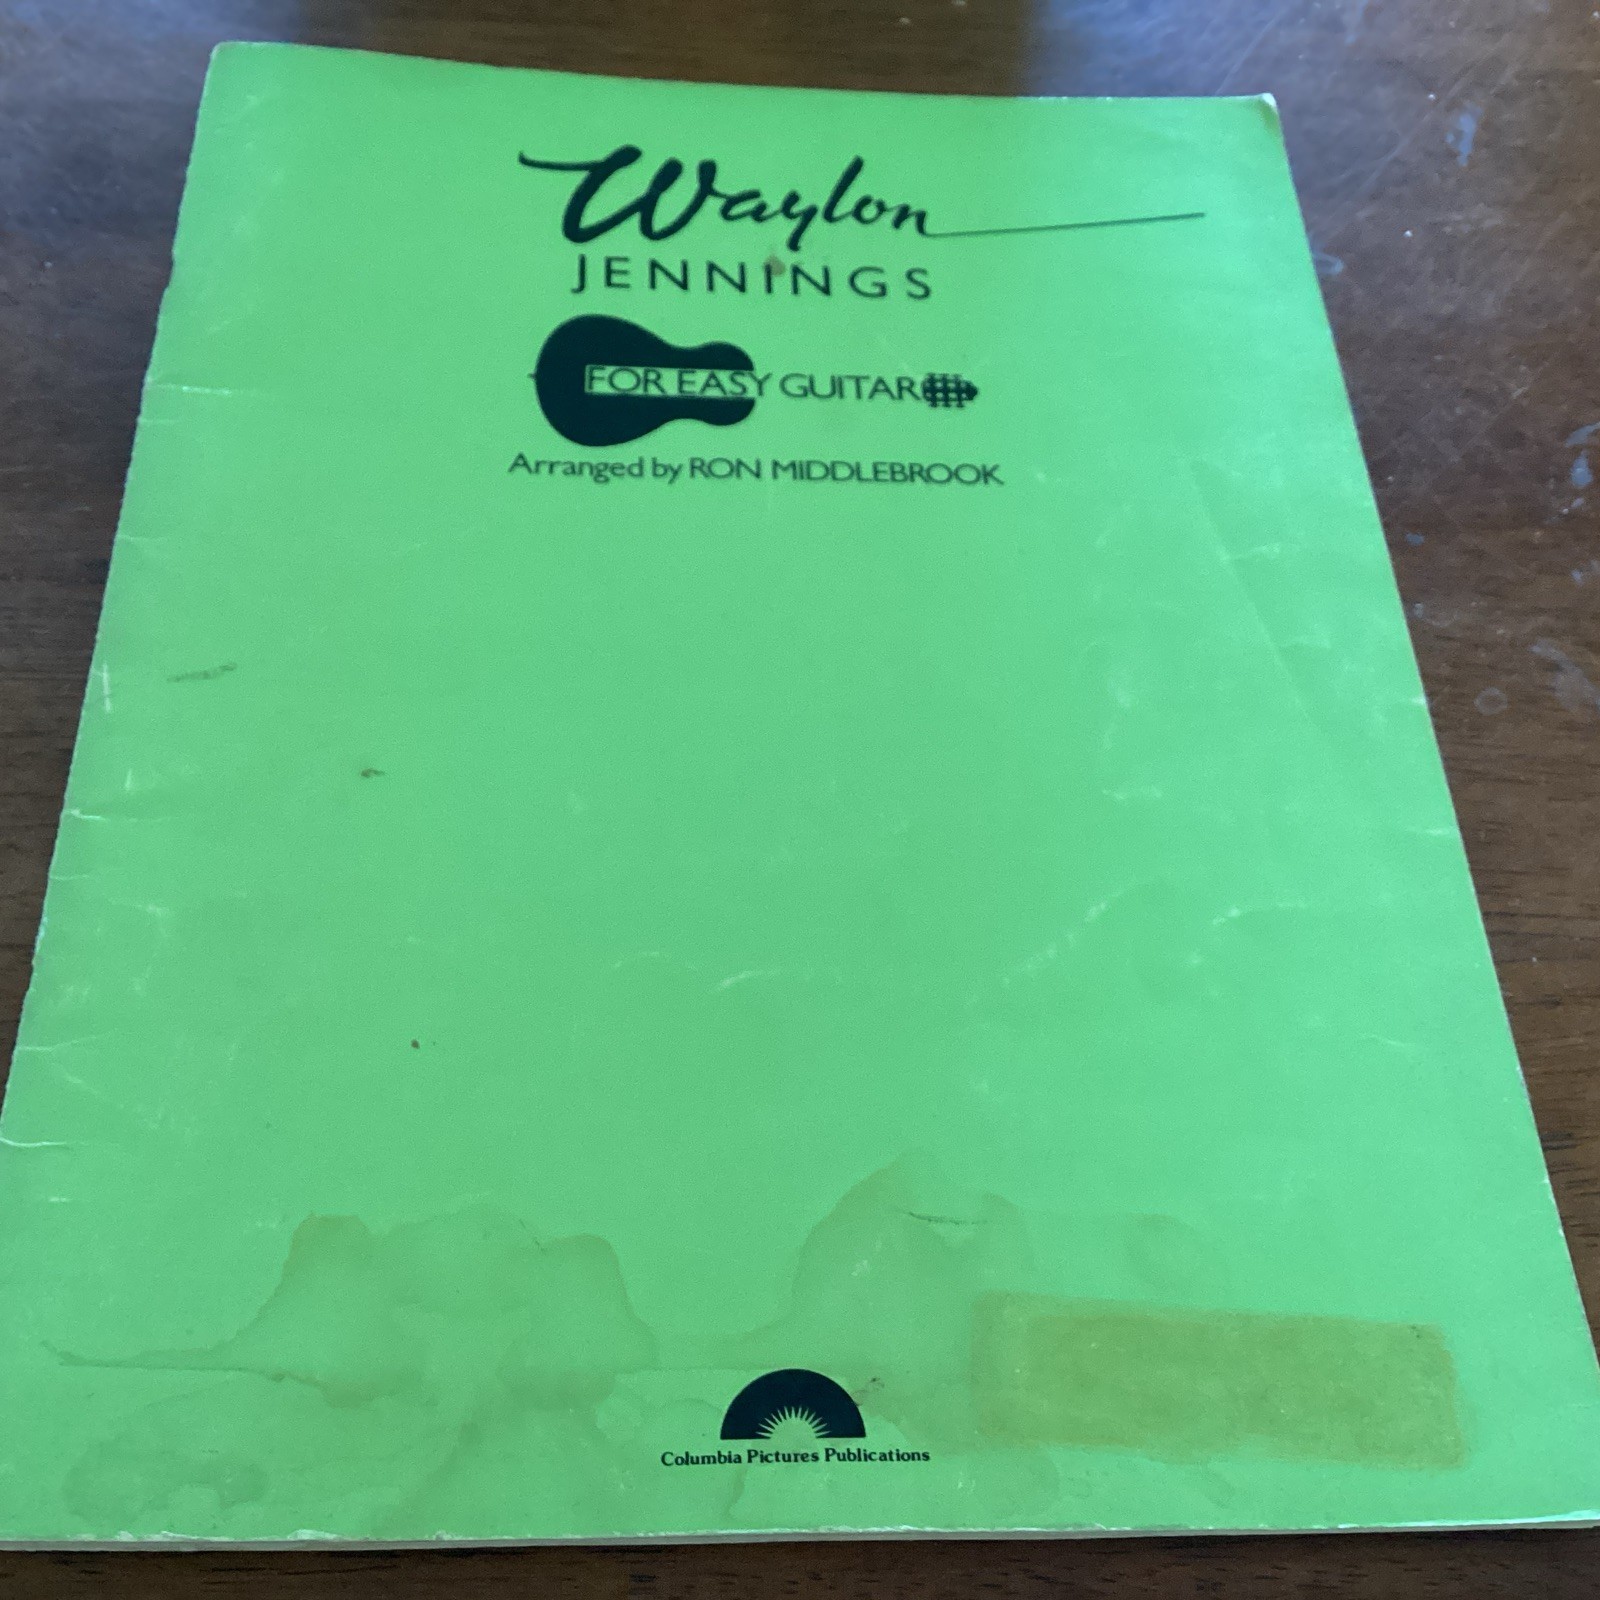 Waylon
JENNINGS
FOR EASY GUITAR
Arranged by RON MIDDLEBROOK
Columbia Pictures Publications